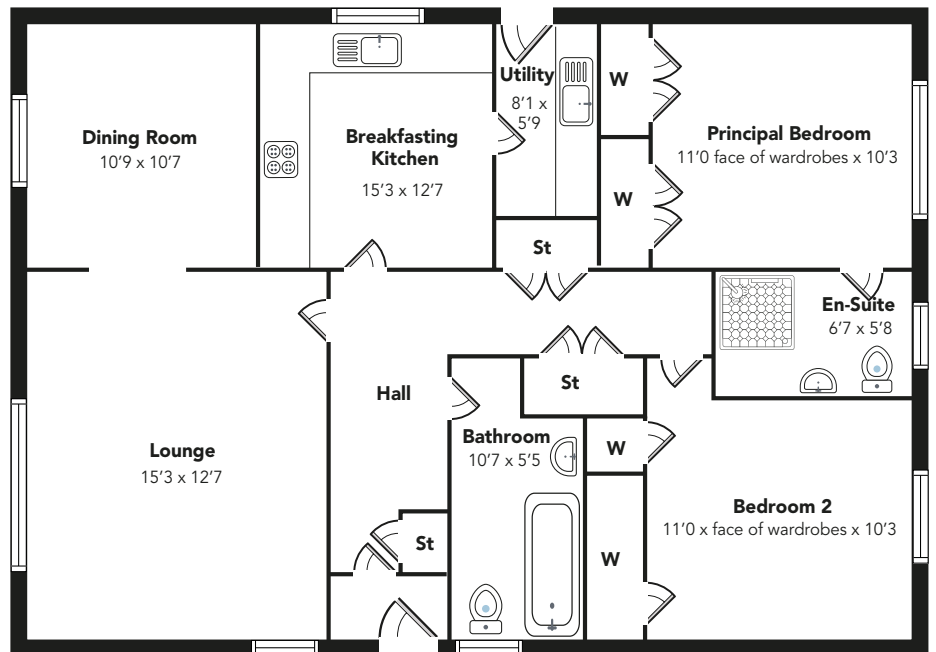 Dining Room
10’9 x 10’7
Breakfasting
Kitchen
15’3 x 12’7
Utility
8’1 x
5’9
W
W
Principal Bedroom
11’0 face of wardrobes x 10’3
St
En-Suite
6’7 x 5’8
St
Hall
Lounge
15’3 x 12’7
Bathroom
10’7 x 5’5
W
Bedroom 2
11’0 x face of wardrobes x 10’3
St
W